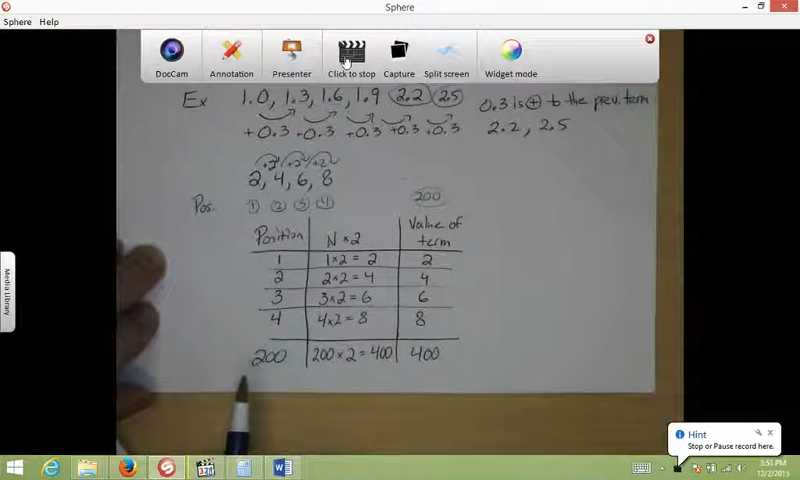 Sphere
Sphere Help
DocCam Annotation Presenter Click to stop Capture Split screen Widget mode
Ex 1.0, 1.3, 1.6, 1.9 2.2 2.5 0.3 is + to the prev. term
+0.3 +0.3 +0.3 +0.3 +0.3 2.2, 2.5
+2 +2 +2
2, 4, 6, 8
Pos. 1 2 3 4 200
Position N × 2 Value of term
1 1×2 = 2 2
2 2×2 = 4 4
3 3×2 = 6 6
4 4×2 = 8 8
200 200 × 2 = 400 400
Media Library
Hint
Stop or Pause record here.
3:53 PM
12/2/2015